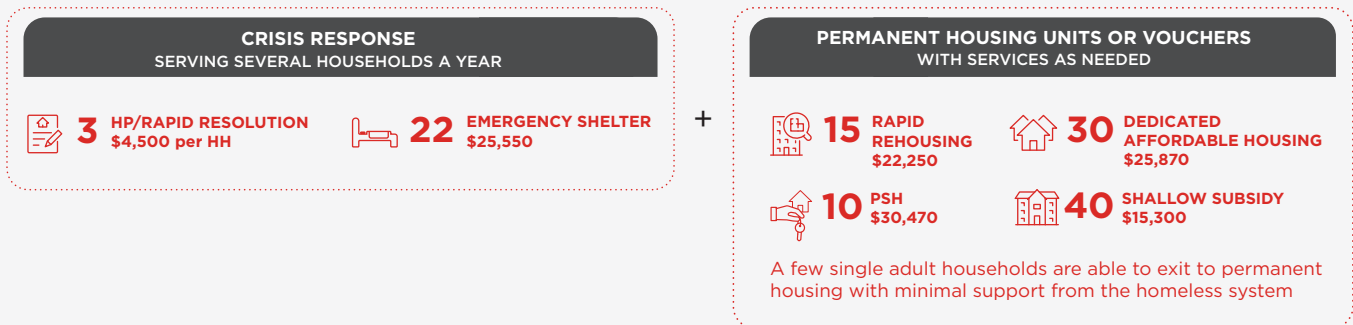 CRISIS RESPONSE
SERVING SEVERAL HOUSEHOLDS A YEAR
3 HP/RAPID RESOLUTION
$4,500 per HH
22 EMERGENCY SHELTER
$25,550
+
PERMANENT HOUSING UNITS OR VOUCHERS
WITH SERVICES AS NEEDED
15 RAPID
REHOUSING
$22,250
30 DEDICATED
AFFORDABLE HOUSING
$25,870
10 PSH
$30,470
40 SHALLOW SUBSIDY
$15,300
A few single adult households are able to exit to permanent
housing with minimal support from the homeless system